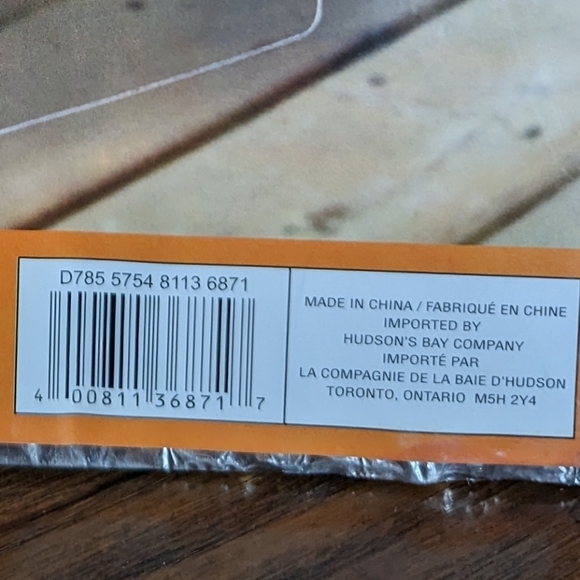 D785 5754 8113 6871
4 00811 36871 7
MADE IN CHINA / FABRIQUÉ EN CHINE
IMPORTED BY
HUDSON'S BAY COMPANY
IMPORTÉ PAR
LA COMPAGNIE DE LA BAIE D'HUDSON
TORONTO, ONTARIO M5H 2Y4